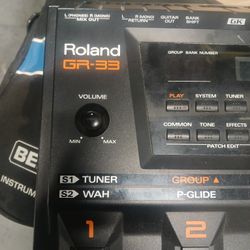 L (PHONES) R (MONO)
MIX OUT
R (MONO)
RETURN
GUITAR
OUT
BANK
SHIFT
GK
Roland
GR-33
GROUP BANK NUMBER
VOLUME
MIN
MAX
PLAY
SYSTEM
TUNER
COMMON
TONE
EFFECTS
PATCH EDIT
BE
INSTRUM
S1 TUNER
GROUP ▲
S2 WAH
P-GLIDE
1
2